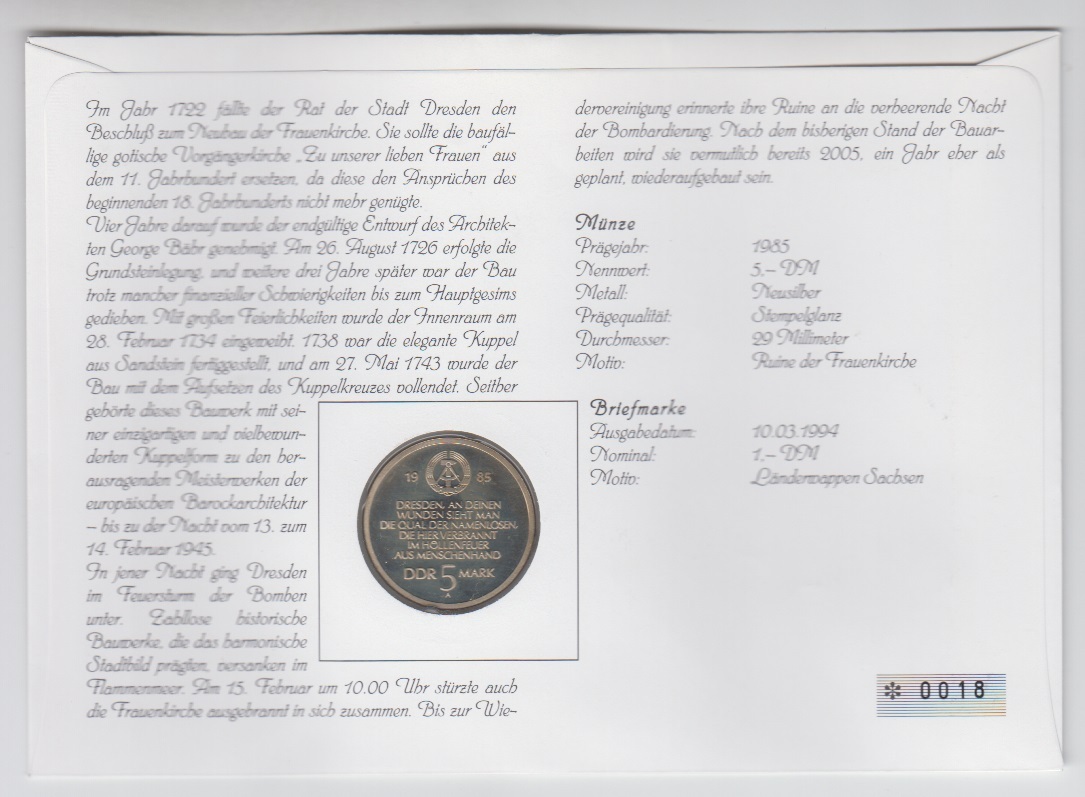 Im Jahr 1722 fällte der Rat der Stadt Dresden den
Beschluß zum Neubau der Frauenkirche. Sie sollte die baufäl-
lige gotische Vorgängerkirche „Zu unserer lieben Frauen" aus
dem 11. Jahrhundert ersetzen, da diese den Ansprüchen des
beginnenden 18. Jahrhunderts nicht mehr genügte.
Vier Jahre darauf wurde der endgültige Entwurf des Architek-
ten George Bähr genehmigt. Am 26. August 1726 erfolgte die
Grundsteinlegung, und weitere drei Jahre später war der Bau
trotz mancher finanzieller Schwierigkeiten bis zum Hauptgesims
gediehen. Mit großen Feierlichkeiten wurde der Innenraum am
28. Februar 1734 eingeweiht. 1738 war die elegante Kuppel
aus Sandstein fertiggestellt, und am 27. Mai 1743 wurde der
Bau mit dem Aufsetzen des Kuppelkreuzes vollendet. Seither
gehörte dieses Bauwerk mit sei-
ner einzigartigen und vielbewun-
derten Kuppelform zu den her-
ausragenden Meisterwerken der
europäischen Barockarchitektur
– bis zu der Nacht vom 13. zum
14. Februar 1945.
In jener Nacht ging Dresden
im Feuersturm der Bomben
unter. Zahllose historische
Bauwerke, die das harmonische
Stadtbild prägten, versanken im
Flammenmeer. Am 15. Februar um 10.00 Uhr stürzte auch
die Frauenkirche ausgebrannt in sich zusammen. Bis zur Wie-
dervereinigung erinnerte ihre Ruine an die verheerende Nacht
der Bombardierung. Nach dem bisherigen Stand der Bauar-
beiten wird sie vermutlich bereits 2005, ein Jahr eher als
geplant, wiederaufgebaut sein.
Münze
Prägejahr: 1985
Nennwert: 5,– DM
Metall: Neusilber
Prägequalität: Stempelglanz
Durchmesser: 29 Millimeter
Motiv: Ruine der Frauenkirche
Briefmarke
Ausgabedatum: 10.03.1994
Nominal: 1,– DM
Motiv: Länderwappen Sachsen
19 85
DRESDEN, AN DEINEN
WUNDEN SIEHT MAN
DIE QUAL DER NAMENLOSEN,
DIE HIER VERBRANNT
IM HÖLLENFEUER
AUS MENSCHENHAND
DDR 5 MARK
A
* 0018